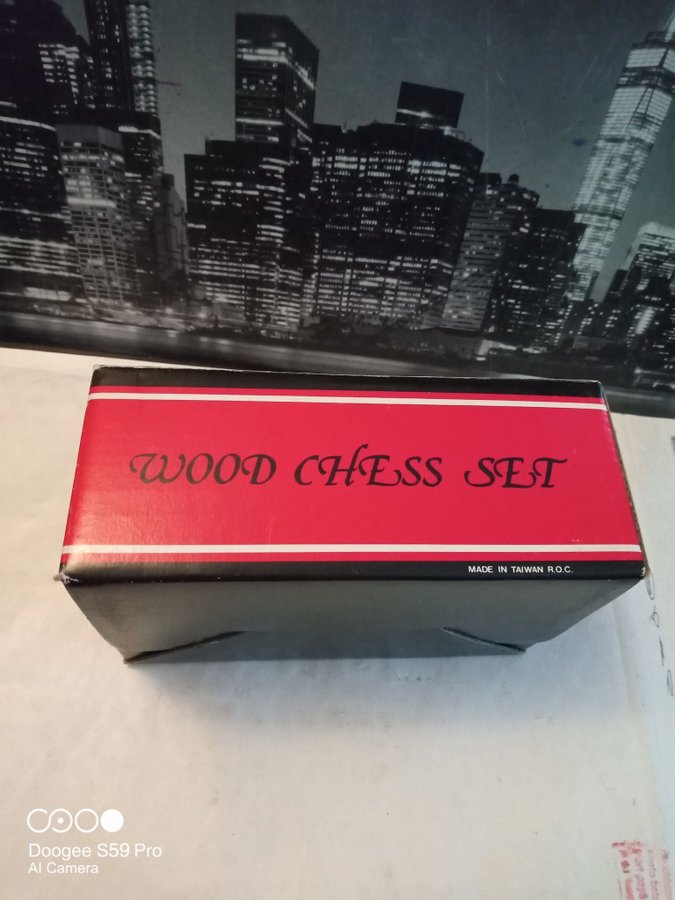 WOOD CHESS SET
MADE IN TAIWAN R.O.C.
Doogee S59 Pro
AI Camera